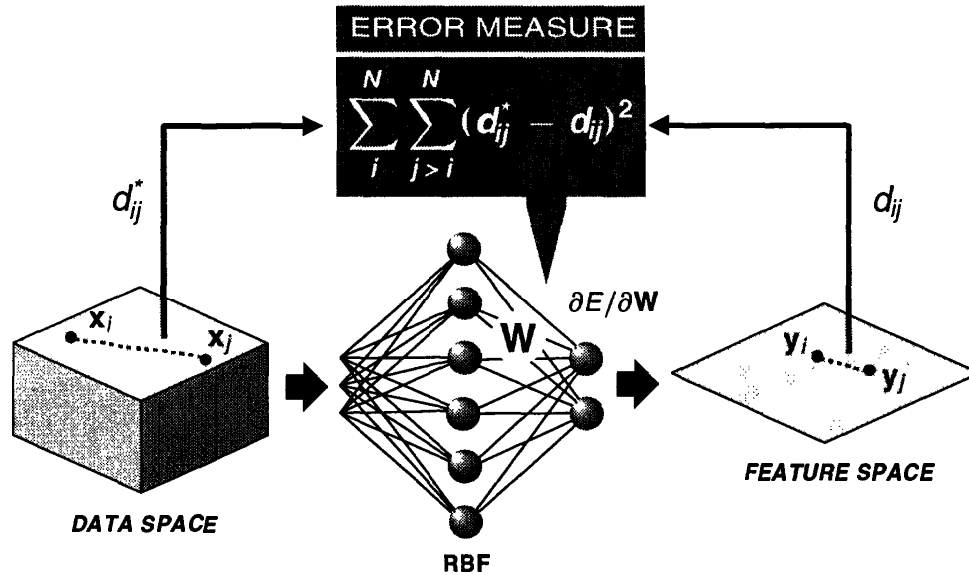 ERROR MEASURE
N N
∑ ∑ (d*ij − dij)2
i j > i
d*ij
dij
∂E/∂W
W
xi
xj
yi
yj
FEATURE SPACE
DATA SPACE
RBF